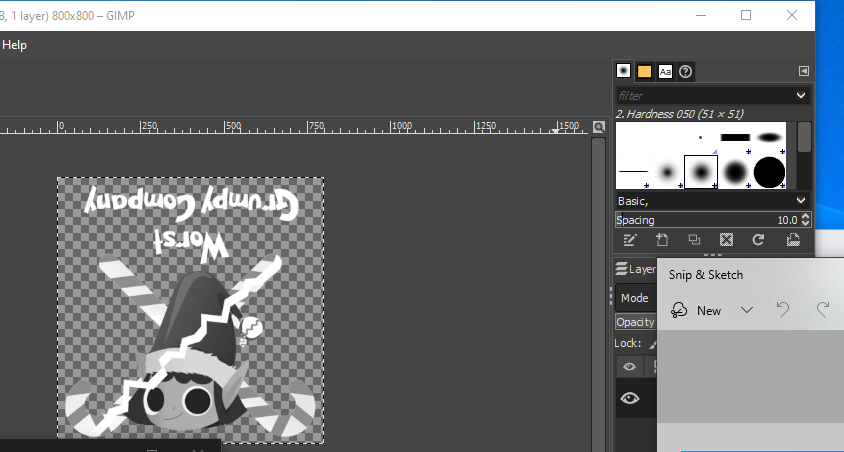 B, 1 layer) 800x800 – GIMP
Help
filter
2. Hardness 050 (51 × 51)
0 250 500 750 1000 1250 1500
Basic,
Spacing 10.0
Grumpy Company
Worst
Layer
Snip & Sketch
Mode
New
Opacity
Lock:
Aa